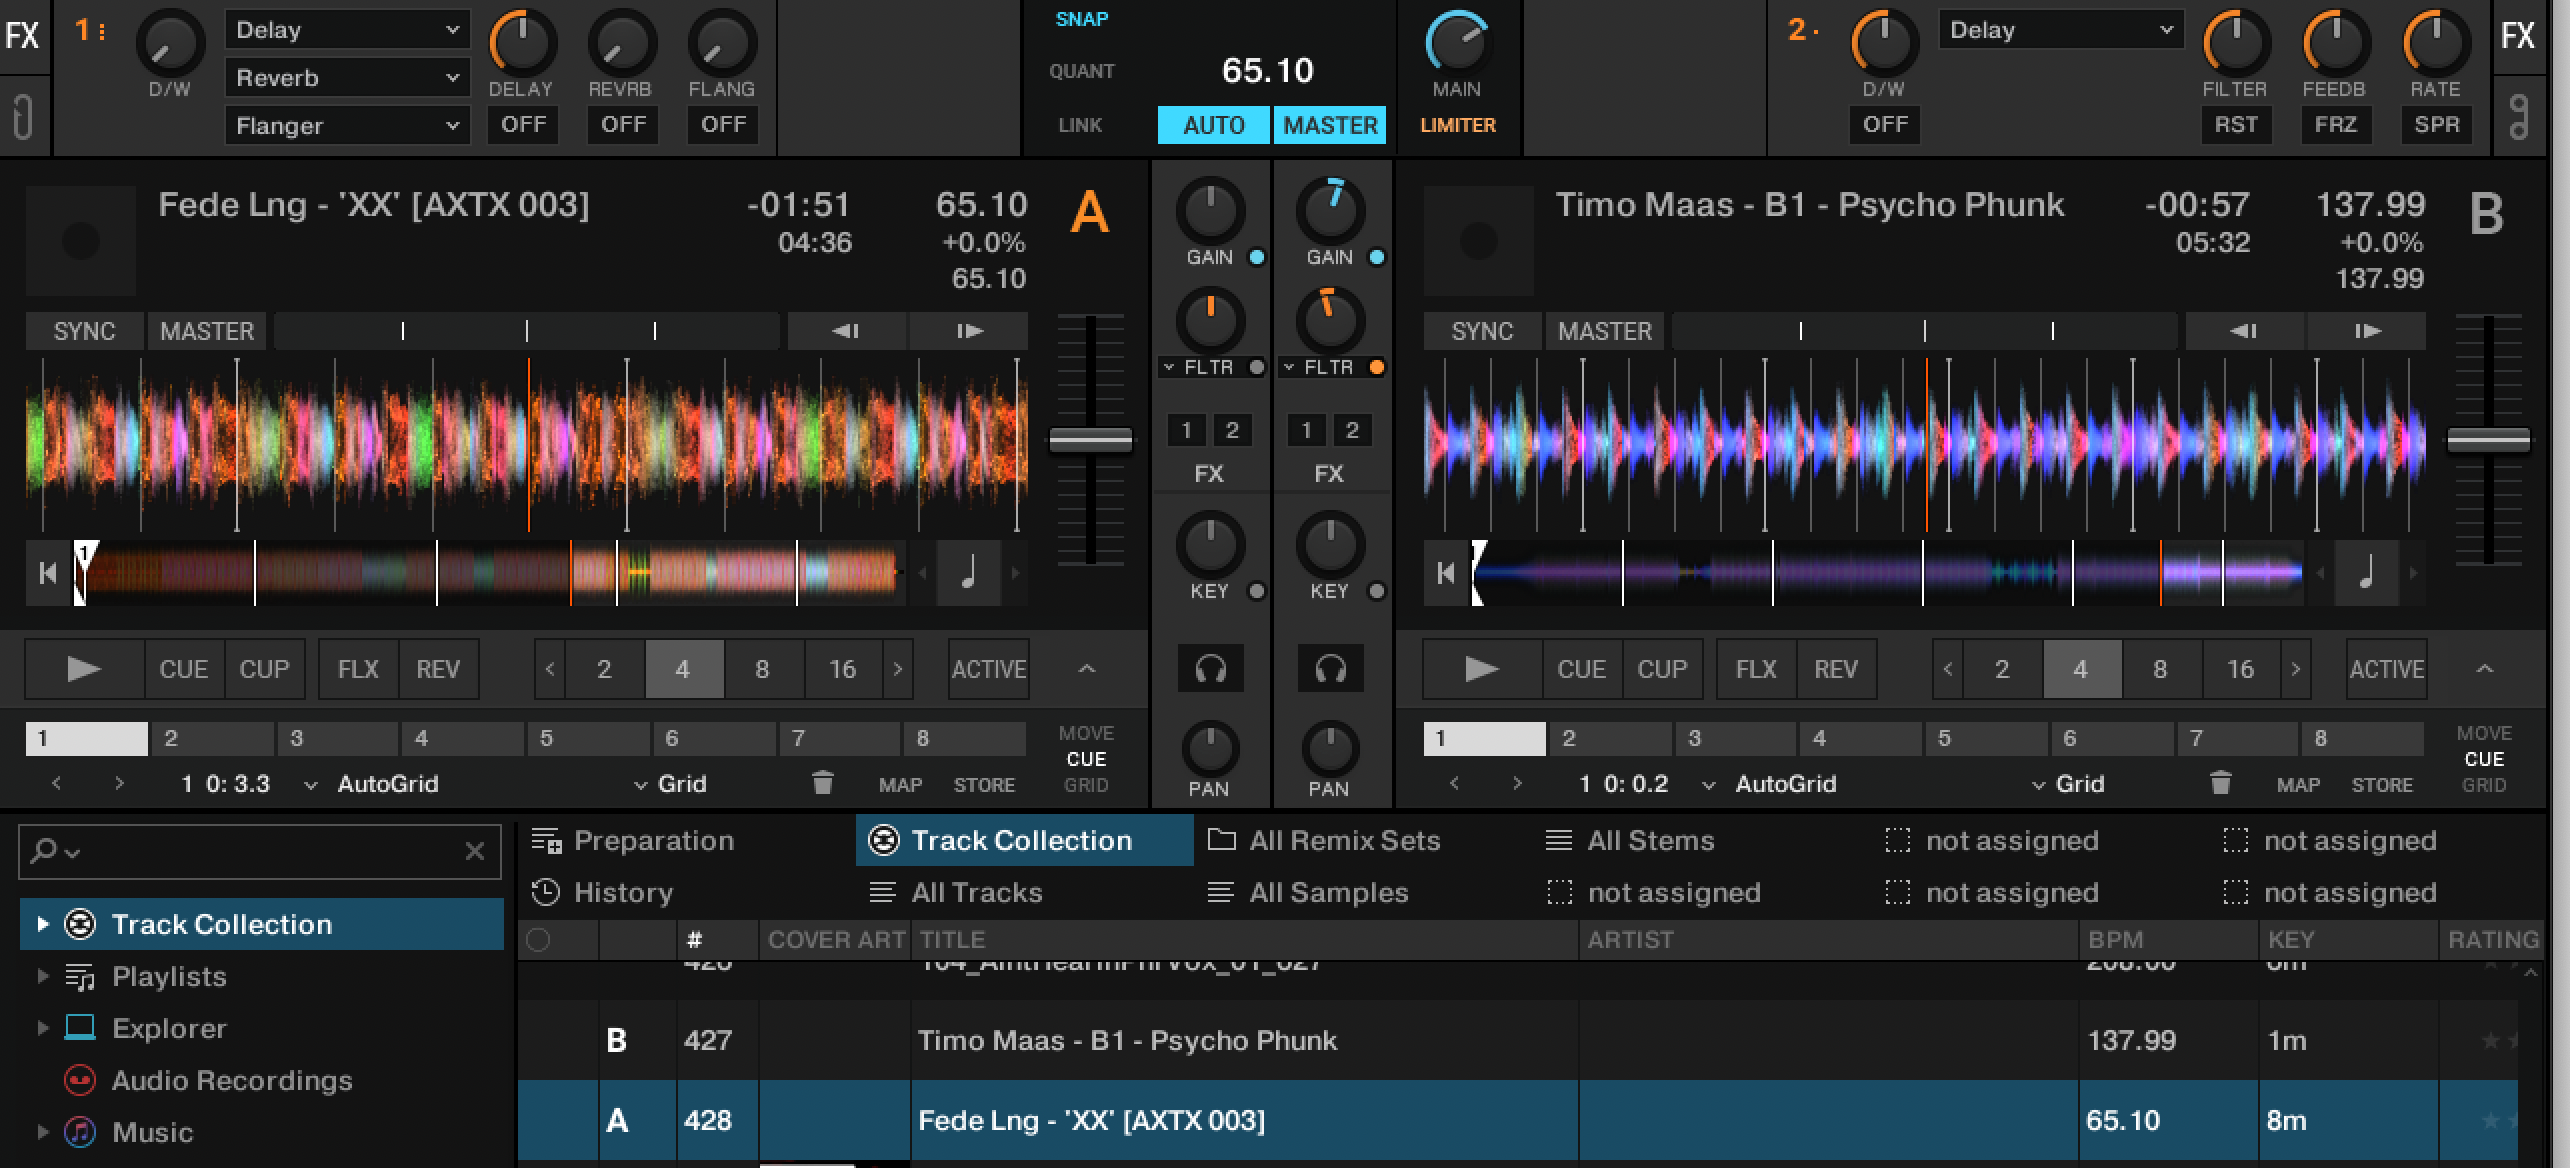 FX 1 D/W Delay Reverb Flanger DELAY REVRB FLANG OFF OFF OFF
SNAP
QUANT 65.10
LINK AUTO MASTER
MAIN
LIMITER
2 D/W OFF Delay FILTER FEEDB RATE RST FRZ SPR FX
Fede Lng - 'XX' [AXTX 003] -01:51 65.10 A
04:36 +0.0%
65.10
SYNC MASTER
1
CUE CUP FLX REV 2 4 8 16 ACTIVE
1 2 3 4 5 6 7 8
MOVE
CUE
GRID
1 0: 3.3 AutoGrid Grid MAP STORE
GAIN GAIN
FLTR FLTR
1 2 1 2
FX FX
KEY KEY
PAN PAN
Timo Maas - B1 - Psycho Phunk -00:57 137.99 B
05:32 +0.0%
137.99
SYNC MASTER
CUE CUP FLX REV 2 4 8 16 ACTIVE
1 2 3 4 5 6 7 8
MOVE
CUE
GRID
1 0: 0.2 AutoGrid Grid MAP STORE
Track Collection
Playlists
Explorer
Audio Recordings
Music
Preparation Track Collection All Remix Sets All Stems not assigned not assigned
History All Tracks All Samples not assigned not assigned not assigned
# COVER ART TITLE ARTIST BPM KEY RATING
B 427 Timo Maas - B1 - Psycho Phunk 137.99 1m
A 428 Fede Lng - 'XX' [AXTX 003] 65.10 8m